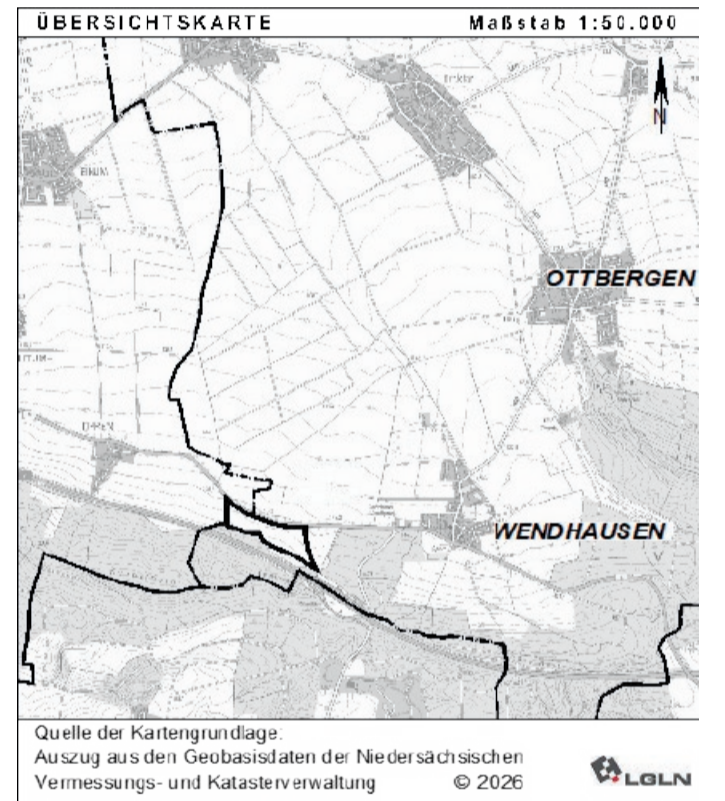 ÜBERSICHTSKARTE Maßstab 1:50.000
N
EINUM
OTTBERGEN
WENDHAUSEN
Quelle der Kartengrundlage:
Auszug aus den Geobasisdaten der Niedersächsischen
Vermessungs- und Katasterverwaltung © 2026
LGLN